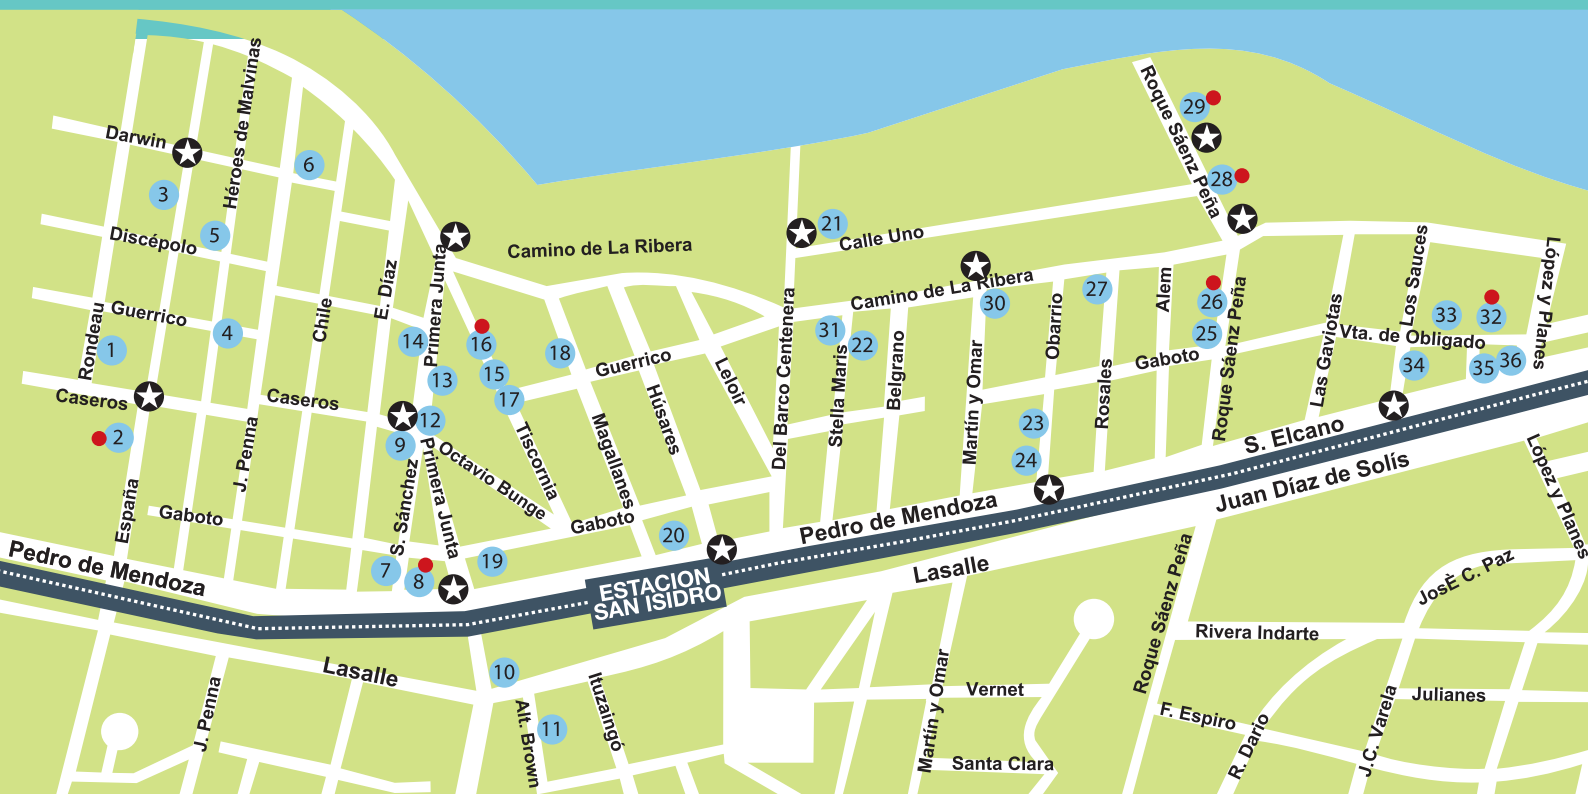 Héroes de Malvinas
Roque Sáenz Peña
29
Darwin
6
28
3
5
21
Calle Uno
Discépolo
Camino de La Ribera
Los Sauces
López y Planes
E. Díaz
Primera Junta
Camino de La Ribera
27
Alem
30
26
Roque Sáenz Peña
Guerrico
Chile
Rondeau
4
14
16
Del Barco Centenera
31
22
Stella Maris
Belgrano
Martín y Omar
Obarrio
25
Las Gaviotas
33
32
Vta. de Obligado
1
18
Guerrico
Leloir
Rosales
Gaboto
34
35
36
13
15
17
Caseros
Caseros
Húsares
Magallanes
12
23
S. Elcano
2
J. Penna
9
Octavio Bunge
Tiscornia
24
Juan Díaz de Solís
López y Planes
España
Gaboto
S. Sánchez
Primera Junta
Gaboto
20
Pedro de Mendoza
Pedro de Mendoza
7
8
19
ESTACION
SAN ISIDRO
Lasalle
Roque Sáenz Peña
JosÈ C. Paz
Rivera Indarte
Lasalle
10
Ituzaingó
Martín y Omar
Vernet
Julianes
J. Penna
Alt. Brown
11
F. Espiro
R. Dario
J.C. Varela
Santa Clara